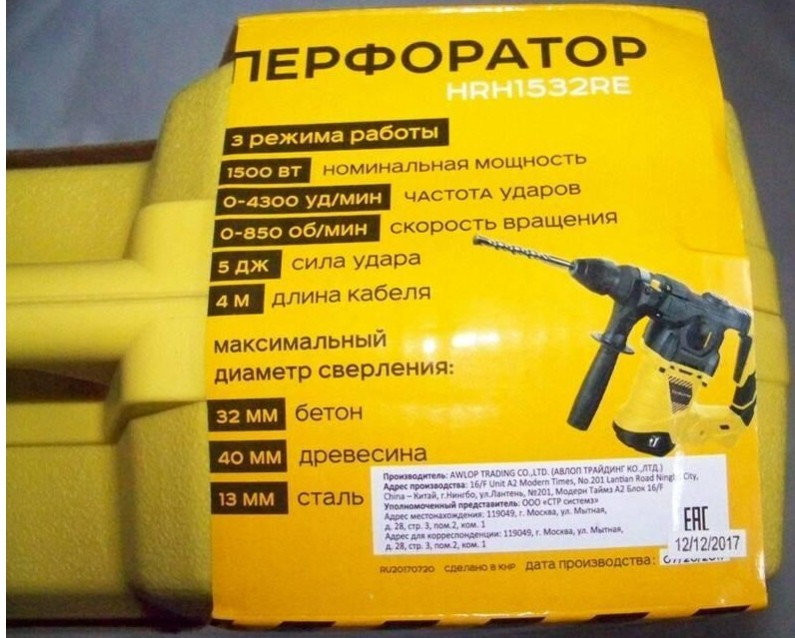 ПЕРФОРАТОР
HRH1532RE
3 режима работы
1500 ВТ номинальная мощность
0-4300 уд/мин частота ударов
0-850 об/мин скорость вращения
5 ДЖ сила удара
4 М длина кабеля
максимальный
диаметр сверления:
32 ММ бетон
40 ММ древесина
13 ММ сталь
Производитель: AWLOP TRADING CO.,LTD. (АВЛОП ТРАЙДИНГ КО.,ЛТД.)
Адрес производства: 16/F Unit A2 Modern Times, No.201 Lantian Road City,
China – Китай, г.Нингбо, ул.Лантень, №201, Модерн Таймз А2 Блок 16/F
Уполномоченный представитель: ООО «СТР системз»
Адрес местонахождения: 119049, г. Москва, ул. Мытная,
д. 28, стр. 3, пом.2, ком. 1
Адрес для корреспонденции: 119049, г. Москва, ул. Мытная,
д. 28, стр. 3, пом.2, ком. 1
EAC
12/12/2017
RU20170720 сделано в КНР дата производства: